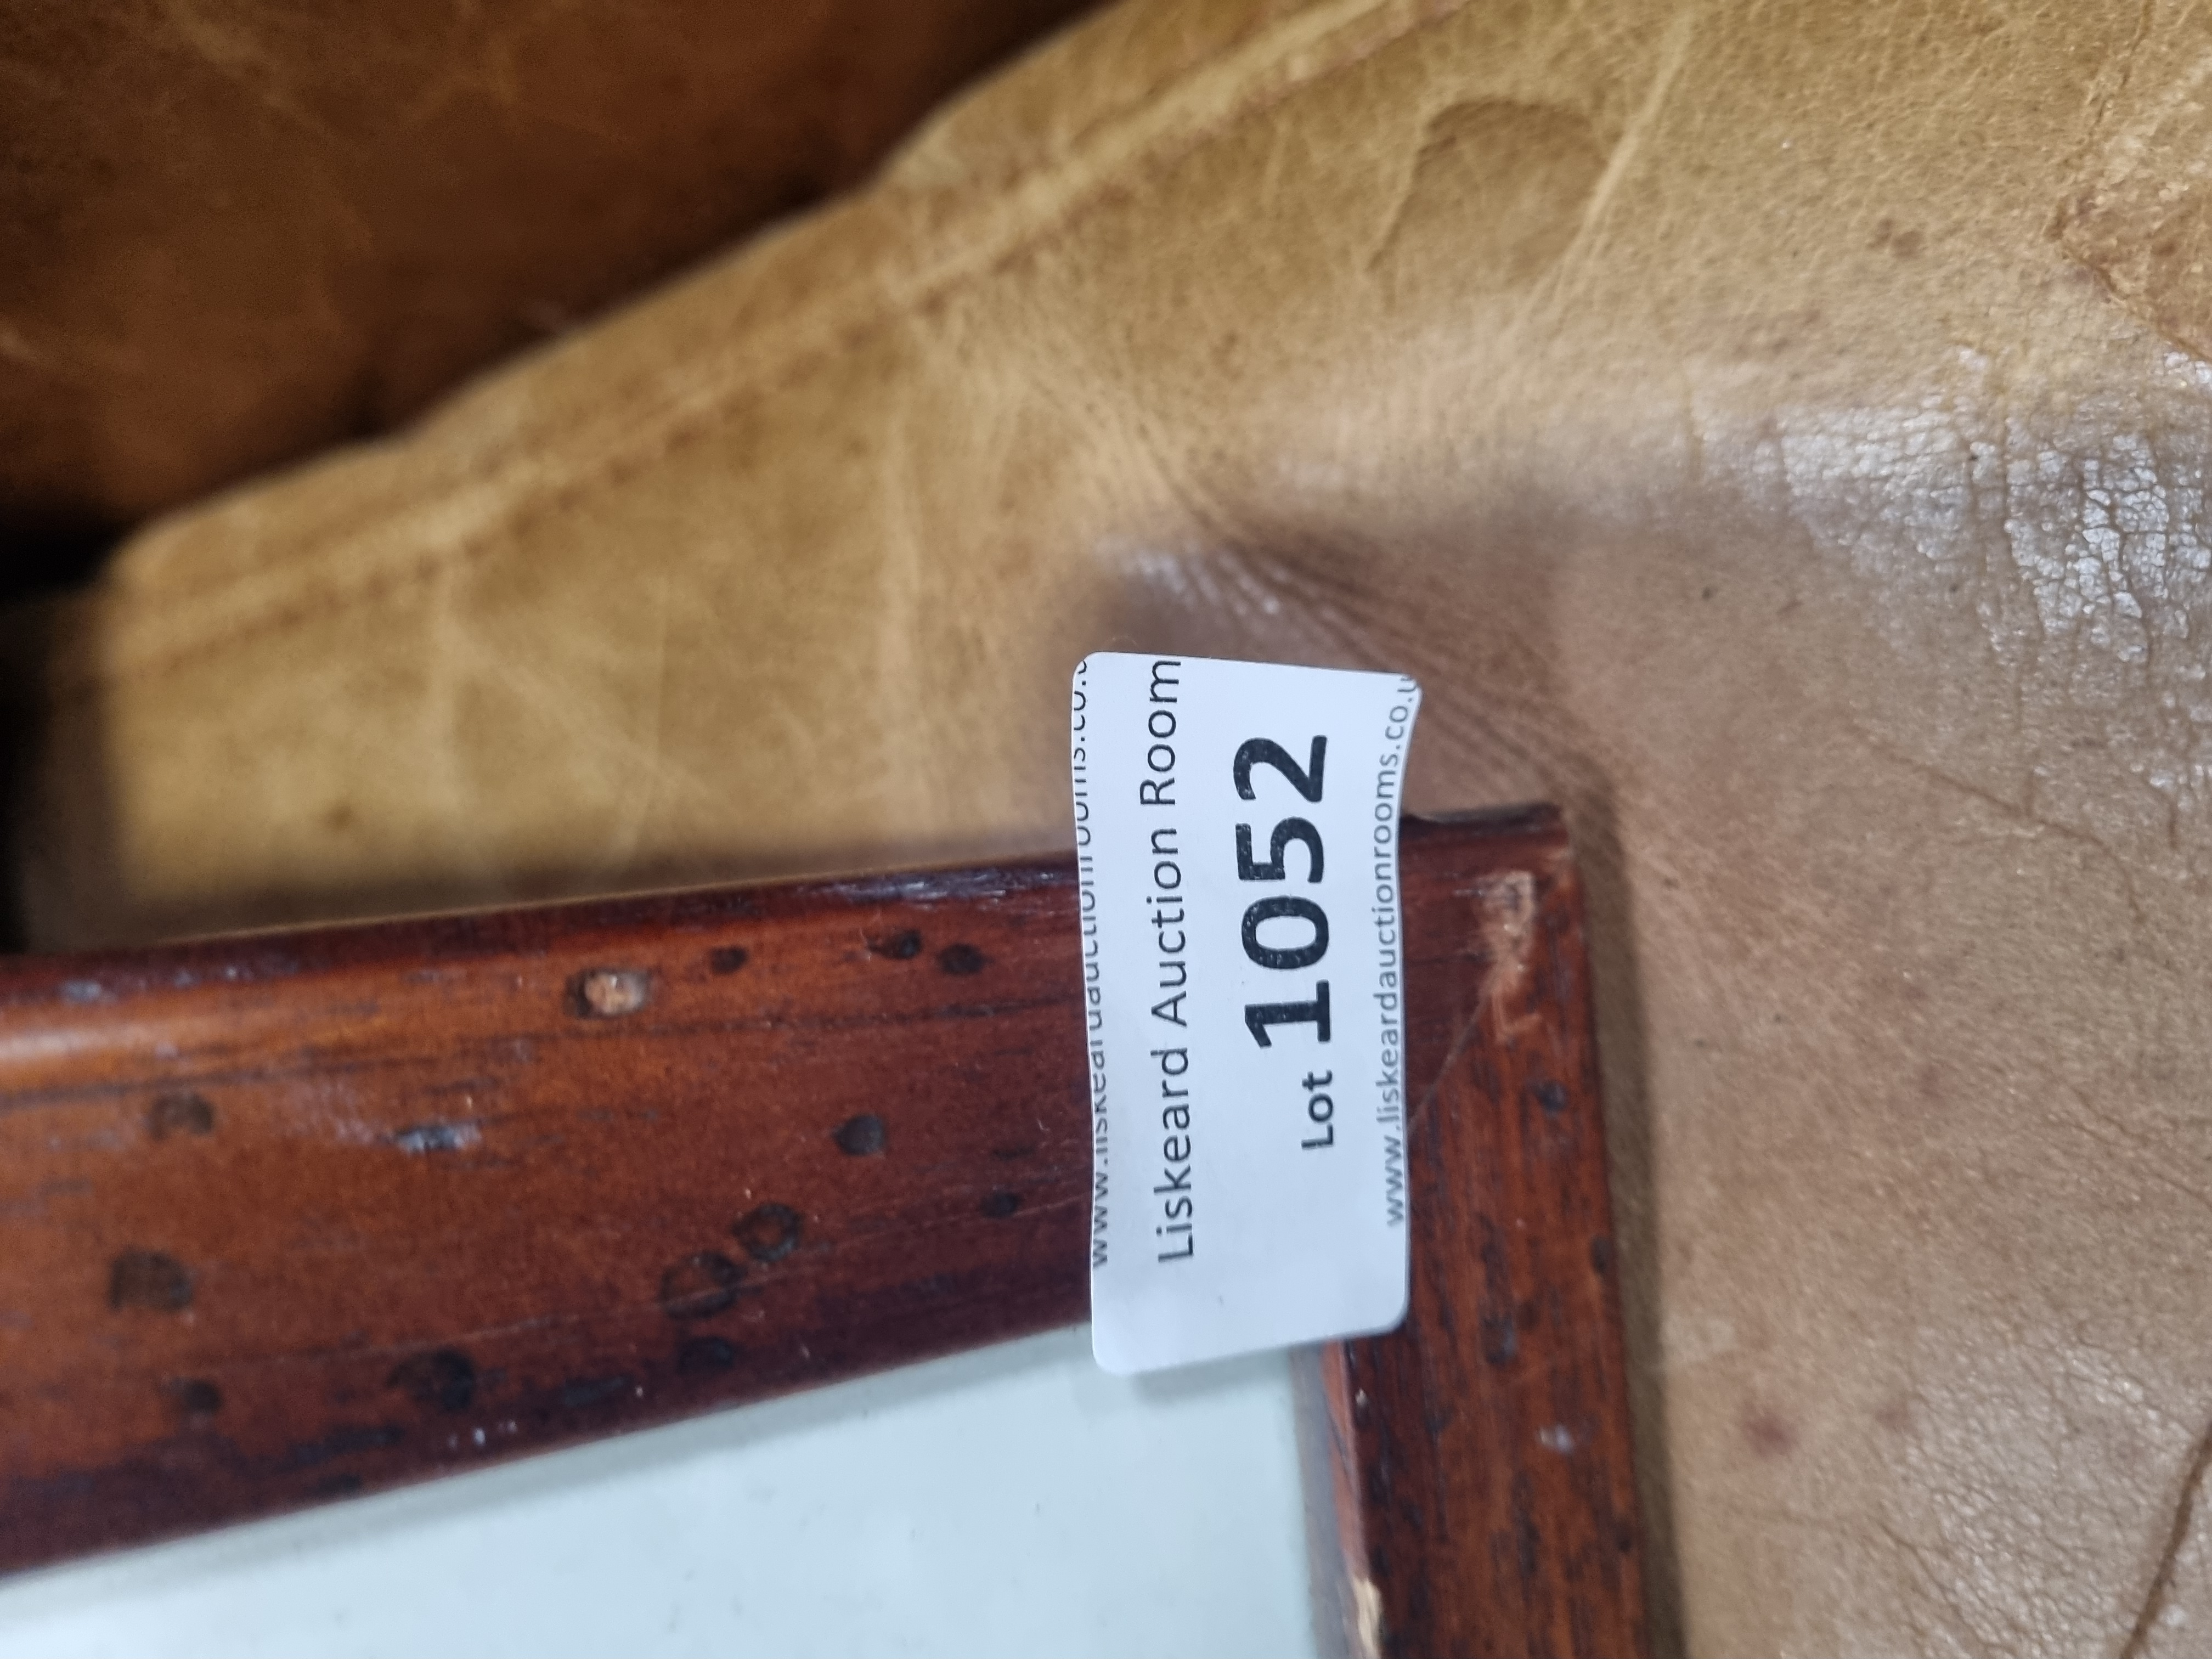 www.liskeardauctionrooms.co.u
Liskeard Auction Room
Lot 1052
www.liskeardauctionrooms.co.u